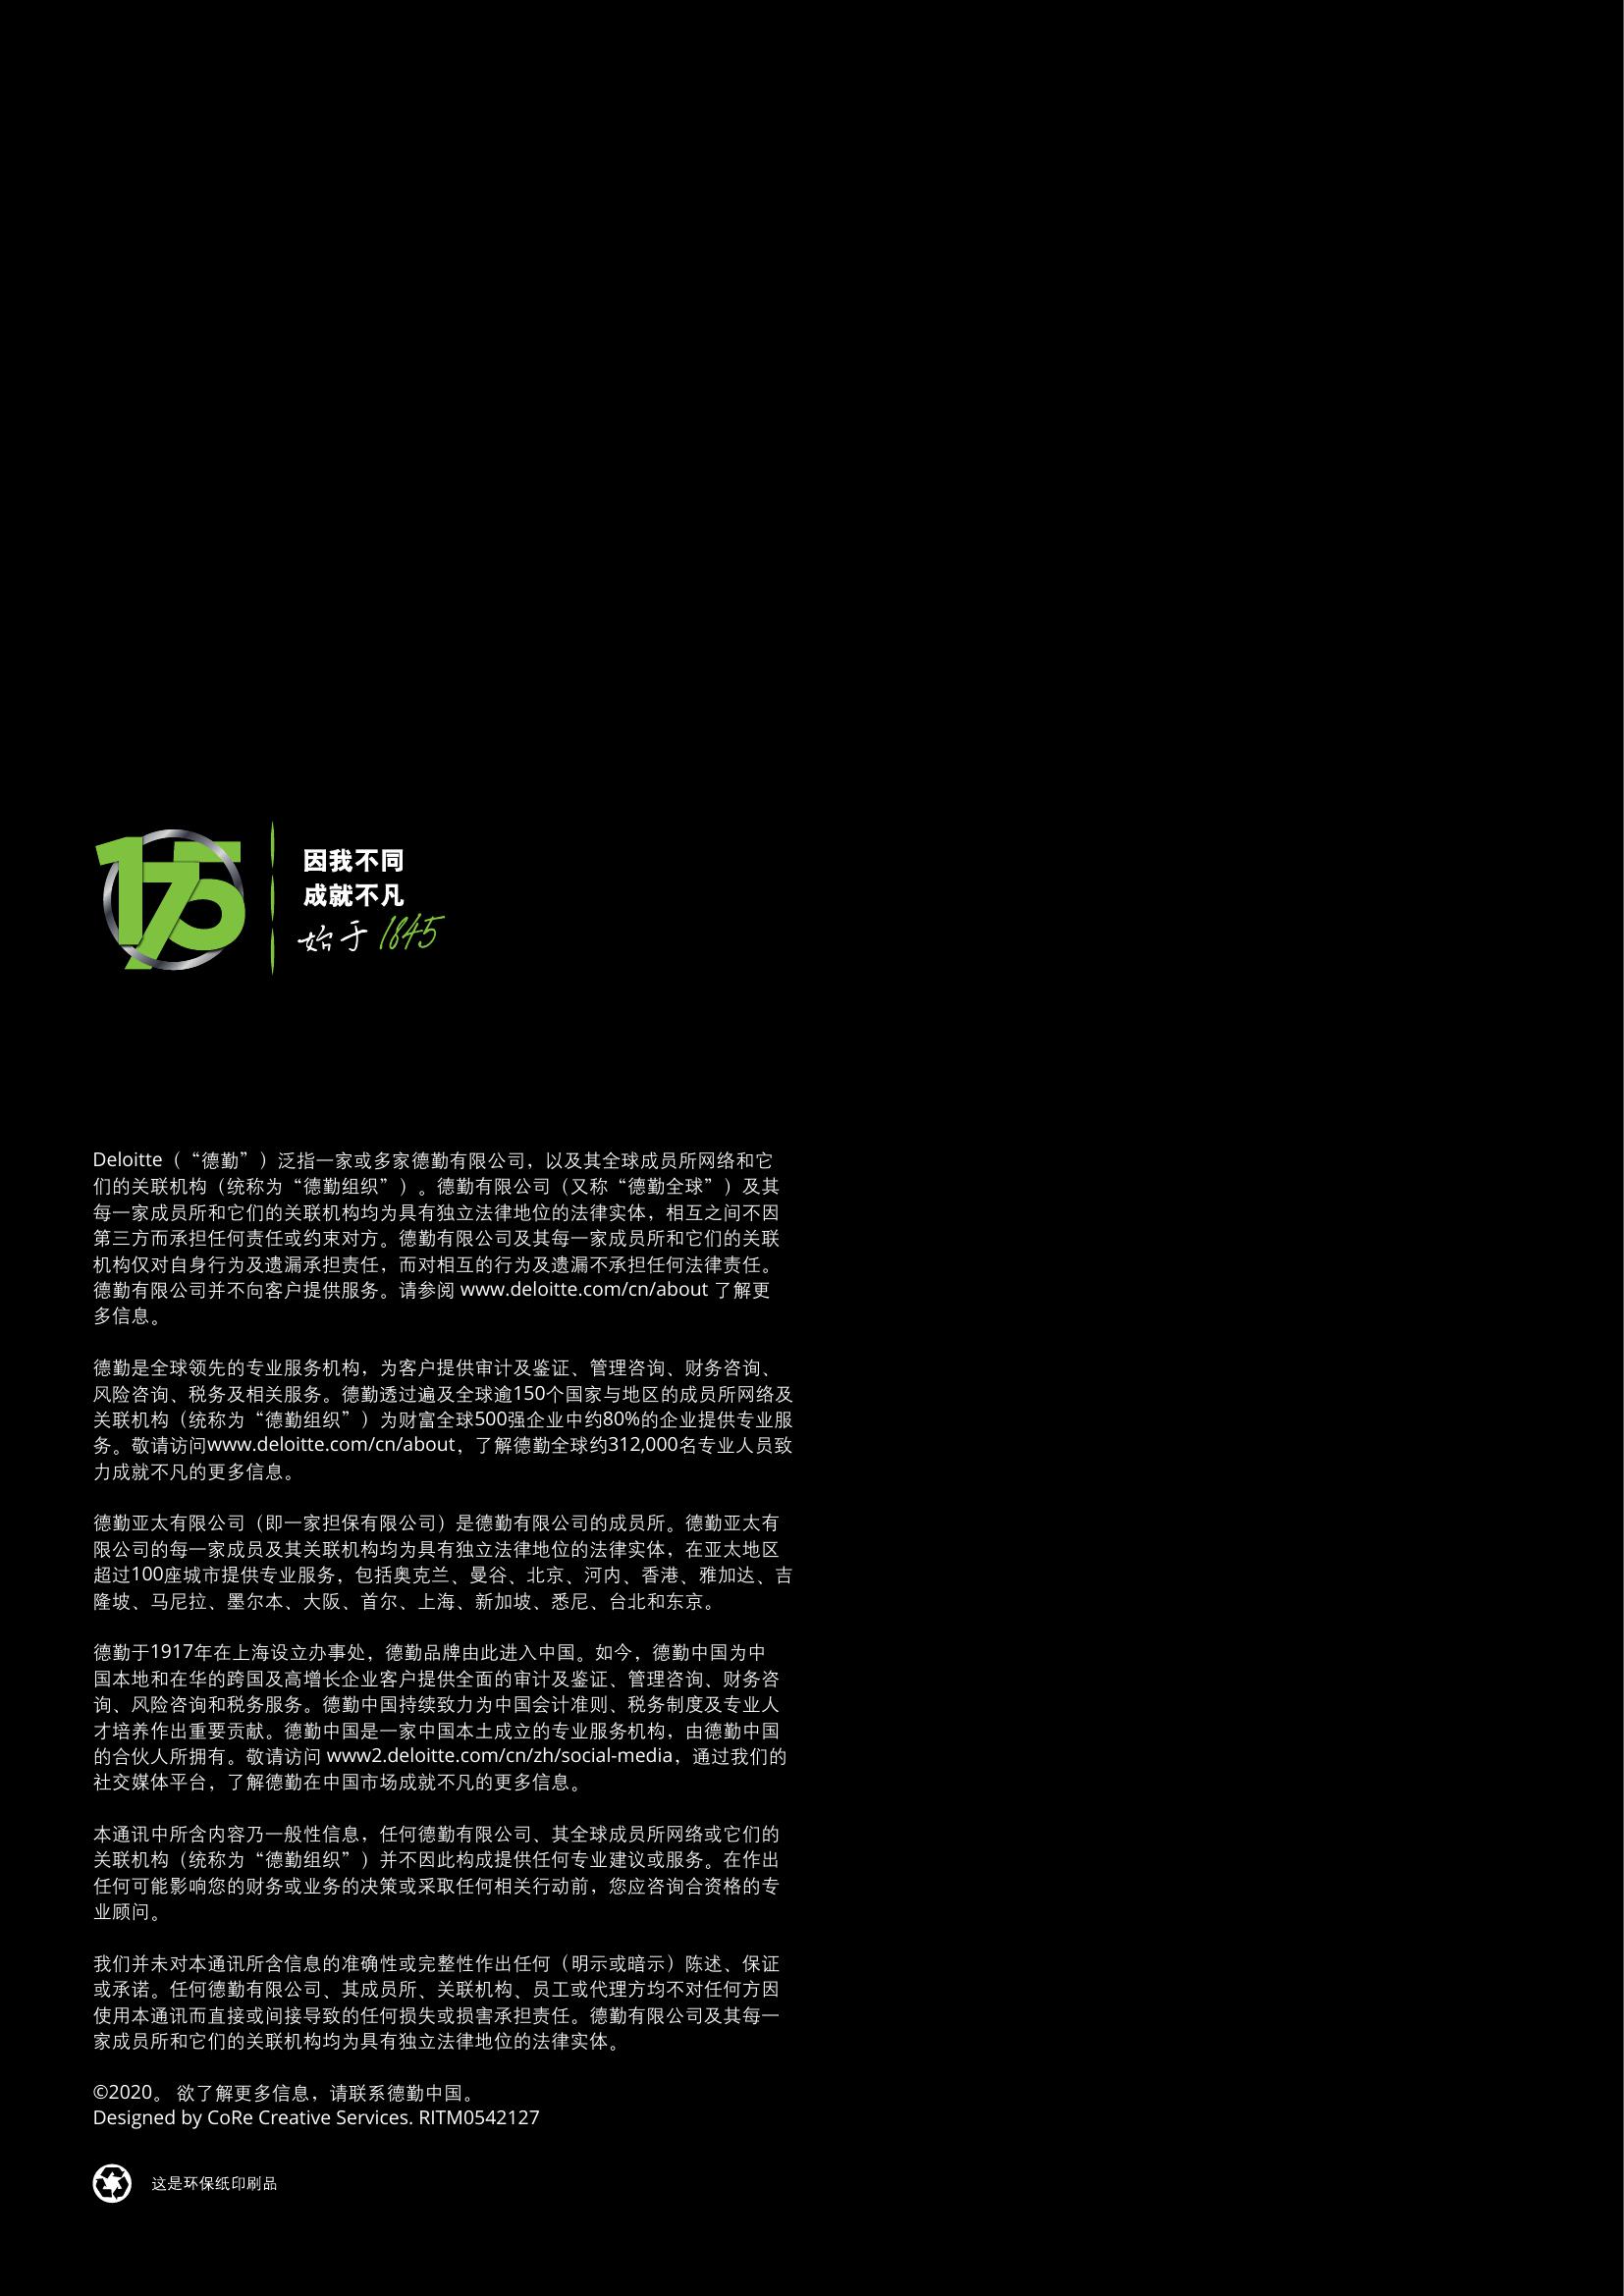 175
因我不同
成就不凡
始于 1845
Deloitte（“德勤”）泛指一家或多家德勤有限公司，以及其全球成员所网络和它
们的关联机构（统称为“德勤组织”）。德勤有限公司（又称“德勤全球”）及其
每一家成员所和它们的关联机构均为具有独立法律地位的法律实体，相互之间不因
第三方而承担任何责任或约束对方。德勤有限公司及其每一家成员所和它们的关联
机构仅对自身行为及遗漏承担责任，而对相互的行为及遗漏不承担任何法律责任。
德勤有限公司并不向客户提供服务。请参阅 www.deloitte.com/cn/about 了解更
多信息。
德勤是全球领先的专业服务机构，为客户提供审计及鉴证、管理咨询、财务咨询、
风险咨询、税务及相关服务。德勤透过遍及全球逾150个国家与地区的成员所网络及
关联机构（统称为“德勤组织”）为财富全球500强企业中约80%的企业提供专业服
务。敬请访问www.deloitte.com/cn/about，了解德勤全球约312,000名专业人员致
力成就不凡的更多信息。
德勤亚太有限公司（即一家担保有限公司）是德勤有限公司的成员所。德勤亚太有
限公司的每一家成员及其关联机构均为具有独立法律地位的法律实体，在亚太地区
超过100座城市提供专业服务，包括奥克兰、曼谷、北京、河内、香港、雅加达、吉
隆坡、马尼拉、墨尔本、大阪、首尔、上海、新加坡、悉尼、台北和东京。
德勤于1917年在上海设立办事处，德勤品牌由此进入中国。如今，德勤中国为中
国本地和在华的跨国及高增长企业客户提供全面的审计及鉴证、管理咨询、财务咨
询、风险咨询和税务服务。德勤中国持续致力为中国会计准则、税务制度及专业人
才培养作出重要贡献。德勤中国是一家中国本土成立的专业服务机构，由德勤中国
的合伙人所拥有。敬请访问 www2.deloitte.com/cn/zh/social-media，通过我们的
社交媒体平台，了解德勤在中国市场成就不凡的更多信息。
本通讯中所含内容乃一般性信息，任何德勤有限公司、其全球成员所网络或它们的
关联机构（统称为“德勤组织”）并不因此构成提供任何专业建议或服务。在作出
任何可能影响您的财务或业务的决策或采取任何相关行动前，您应咨询合资格的专
业顾问。
我们并未对本通讯所含信息的准确性或完整性作出任何（明示或暗示）陈述、保证
或承诺。任何德勤有限公司、其成员所、关联机构、员工或代理方均不对任何方因
使用本通讯而直接或间接导致的任何损失或损害承担责任。德勤有限公司及其每一
家成员所和它们的关联机构均为具有独立法律地位的法律实体。
©2020。 欲了解更多信息，请联系德勤中国。
Designed by CoRe Creative Services. RITM0542127
这是环保纸印刷品